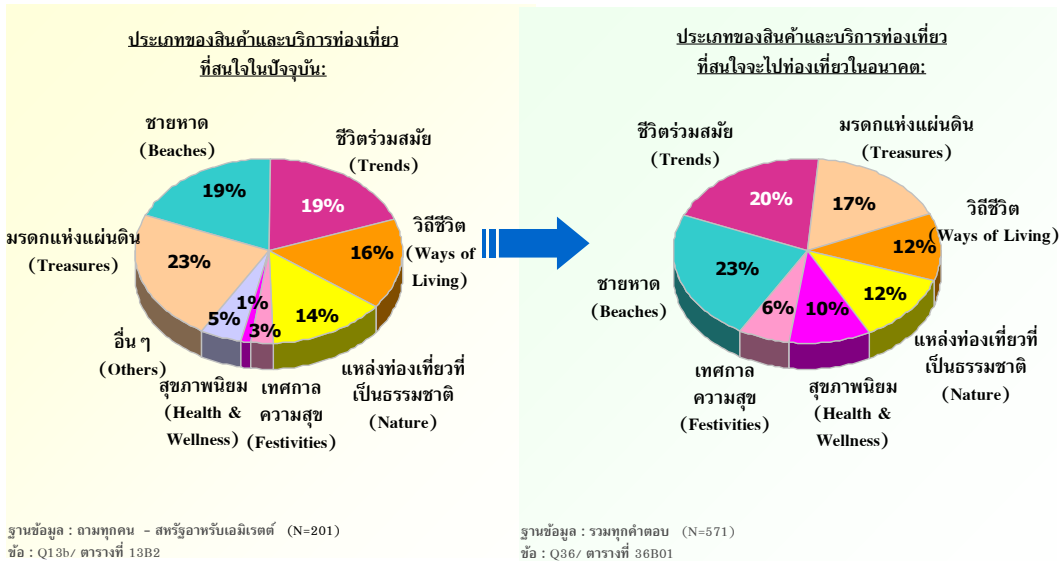 ประเภทของสินค้าและบริการท่องเที่ยว
ที่สนใจในปัจจุบัน:
ชายหาด
(Beaches)
ชีวิตร่วมสมัย
(Trends)
19%
19%
มรดกแห่งแผ่นดิน
(Treasures)
23%
16%
วิถีชีวิต
(Ways of
Living)
5%
1%
3%
14%
อื่น ๆ
(Others)
สุขภาพนิยม
(Health &
Wellness)
เทศกาล
ความสุข
(Festivities)
แหล่งท่องเที่ยวที่
เป็นธรรมชาติ
(Nature)
ฐานข้อมูล : ถามทุกคน - สหรัฐอาหรับเอมิเรตต์ (N=201)
ข้อ : Q13b/ ตารางที่ 13B2
ประเภทของสินค้าและบริการท่องเที่ยว
ที่สนใจจะไปท่องเที่ยวในอนาคต:
ชีวิตร่วมสมัย
(Trends)
มรดกแห่งแผ่นดิน
(Treasures)
20%
17%
วิถีชีวิต
(Ways of Living)
12%
ชายหาด
(Beaches)
23%
6%
10%
12%
เทศกาล
ความสุข
(Festivities)
สุขภาพนิยม
(Health &
Wellness)
แหล่งท่องเที่ยวที่
เป็นธรรมชาติ
(Nature)
ฐานข้อมูล : รวมทุกคำตอบ (N=571)
ข้อ : Q36/ ตารางที่ 36B01